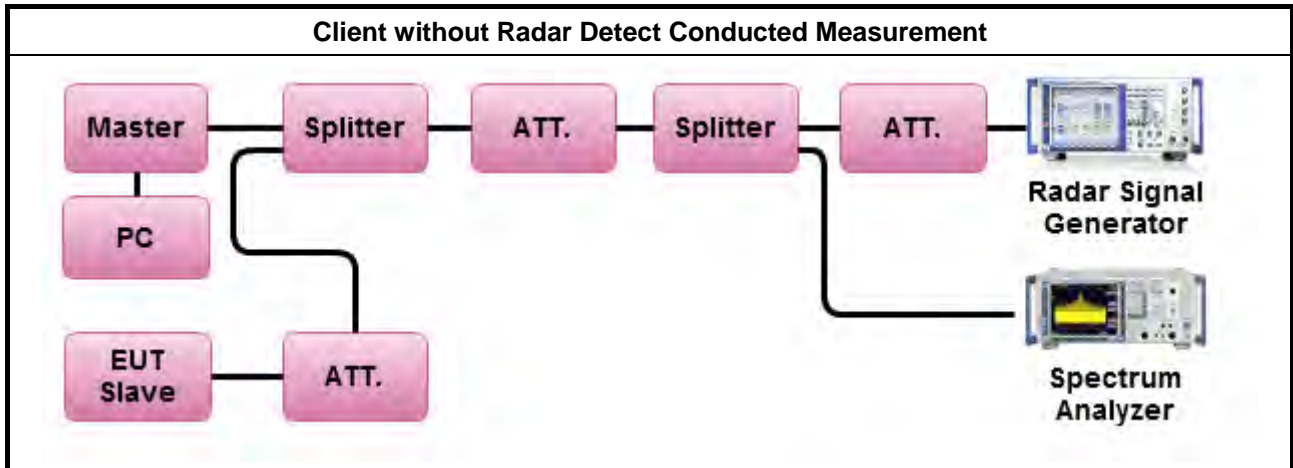 Client without Radar Detect Conducted Measurement
Master
Splitter
ATT.
Splitter
ATT.
Radar Signal
Generator
PC
EUT
Slave
ATT.
Spectrum
Analyzer